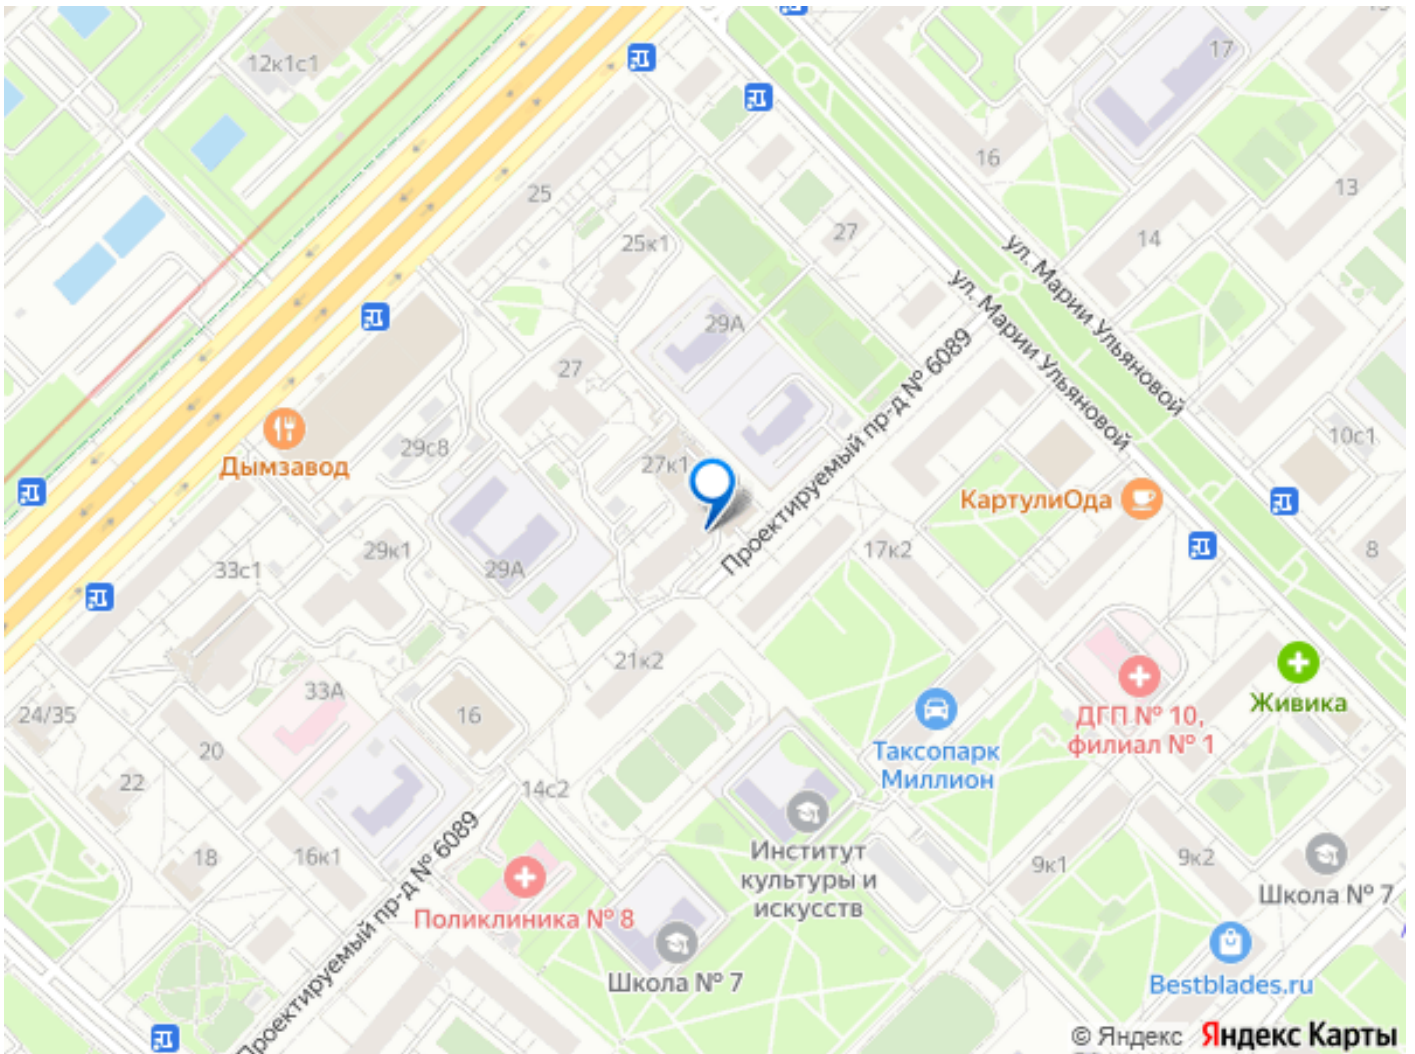 12к1с1
17
16
25
13
27
25к1
14
ул. Марии Ульяновой
ул. Марии Ульяновой
29А
Проектируемый пр-д № 6089
27
10с1
29с8
27к1
Дымзавод
КартулиОда
17к2
8
29к1
33с1
29А
21к2
33А
24/35
16
20
Живика
ДГП № 10,
филиал № 1
Таксопарк
Миллион
22
14с2
Проектируемый пр-д № 6089
18
16к1
Институт
культуры и
искусств
9к1
9к2
Школа № 7
Поликлиника № 8
Школа № 7
Bestblades.ru
© Яндекс Яндекс Карты